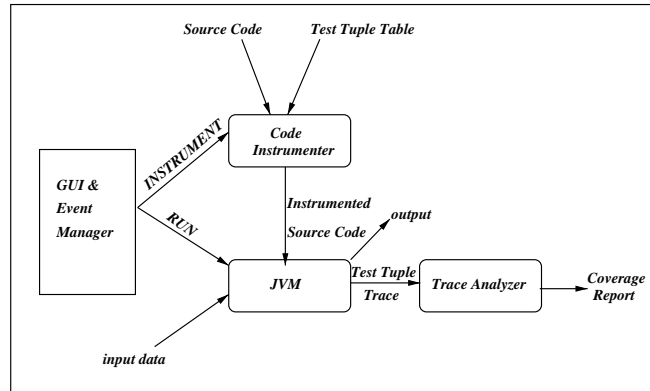 Source Code
Test Tuple Table
Code
Instrumenter
INSTRUMENT
GUI &
Event
Manager
RUN
Instrumented
Source Code
output
JVM
Test Tuple
Trace
Trace Analyzer
Coverage
Report
input data